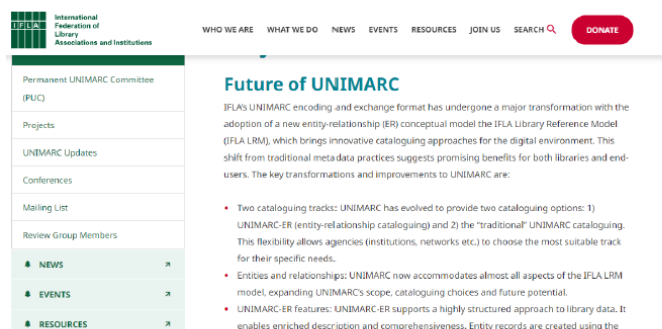 IFLA
International
Federation of
Library
Associations and Institutions
WHO WE ARE WHAT WE DO NEWS EVENTS RESOURCES JOIN US SEARCH DONATE
Permanent UNIMARC Committee
(PUC)
Projects
UNIMARC Updates
Conferences
Mailing List
Review Group Members
NEWS
EVENTS
RESOURCES
Future of UNIMARC
IFLA'S UNIMARC encoding and exchange format has undergone a major transformation with the
adoption of a new entity-relationship (ER) conceptual model the IFLA Library Reference Model
(IFLA LRM), which brings innovative cataloguing approaches for the digital environment. This
shift from traditional metadata practices suggests promising benefits for both libraries and end-
users. The key transformations and improvements to UNIMARC are:
• Two cataloguing tracks: UNIMARC has evolved to provide two cataloguing options: 1)
UNIMARC-ER (entity-relationship cataloguing) and 2) the "traditional" UNIMARC cataloguing.
This flexibility allows agencies (institutions, networks etc.) to choose the most suitable track
for their specific needs.
• Entities and relationships: UNIMARC now accommodates almost all aspects of the IFLA LRM
model, expanding UNIMARC's scope, cataloguing choices and future potential.
• UNIMARC-ER features: UNIMARC-ER supports a highly structured approach to library data. It
enables enriched description and comprehensiveness. Entity records are created using the